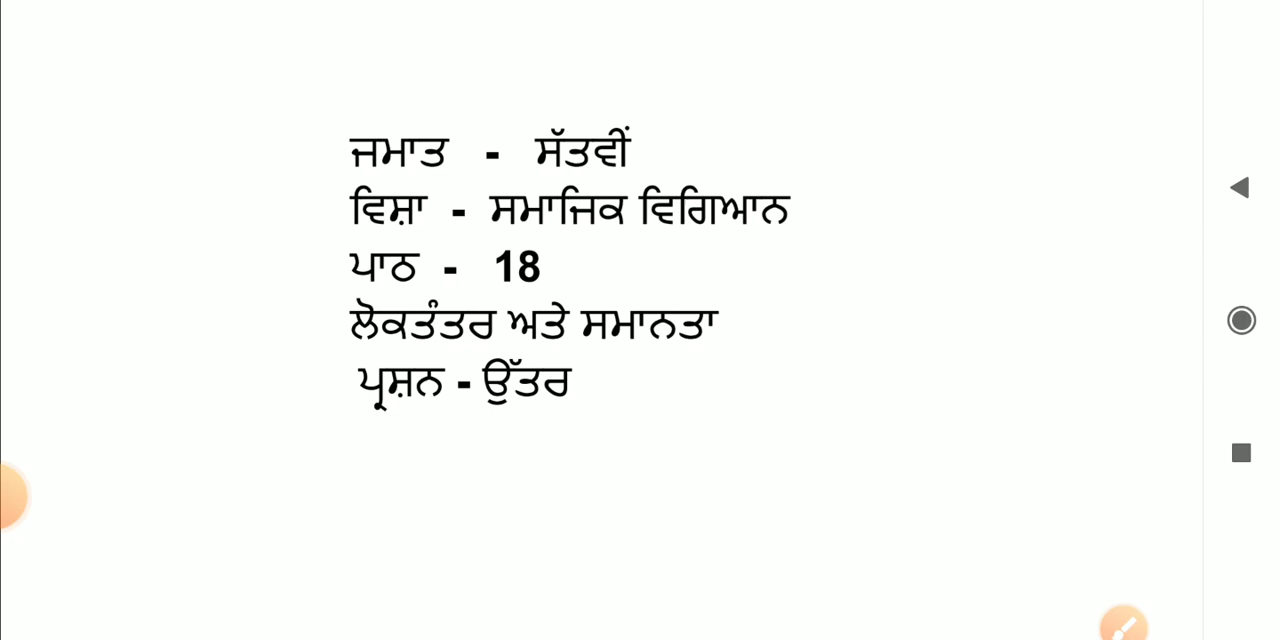 ਜਮਾਤ - ਸੱਤਵੀਂ
ਵਿਸ਼ਾ - ਸਮਾਜਿਕ ਵਿਗਿਆਨ
ਪਾਠ - 18
ਲੋਕਤੰਤਰ ਅਤੇ ਸਮਾਨਤਾ
ਪ੍ਰਸ਼ਨ - ਉੱਤਰ